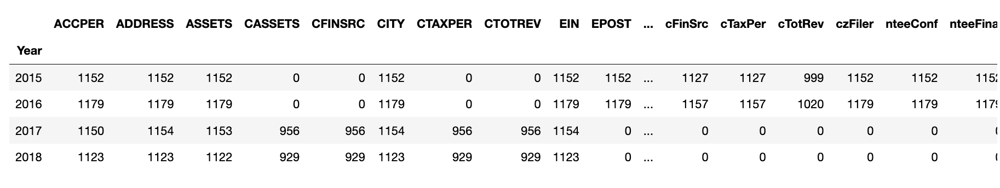 ACCPER ADDRESS ASSETS CASSETS CFINSRC CITY CTAXPER CTOTREV EIN EPOST ... cFinSrc cTaxPer cTotRev czFiler nteeConf nteeFina
Year
2015 1152 1152 1152 0 0 1152 0 0 1152 1152 ... 1127 1127 999 1152 1152 1152
2016 1179 1179 1179 0 0 1179 0 0 1179 1179 ... 1157 1157 1020 1179 1179 1179
2017 1150 1154 1153 956 956 1154 956 956 1154 0 ... 0 0 0 0 0 0
2018 1123 1123 1122 929 929 1123 929 929 1123 0 ... 0 0 0 0 0 0